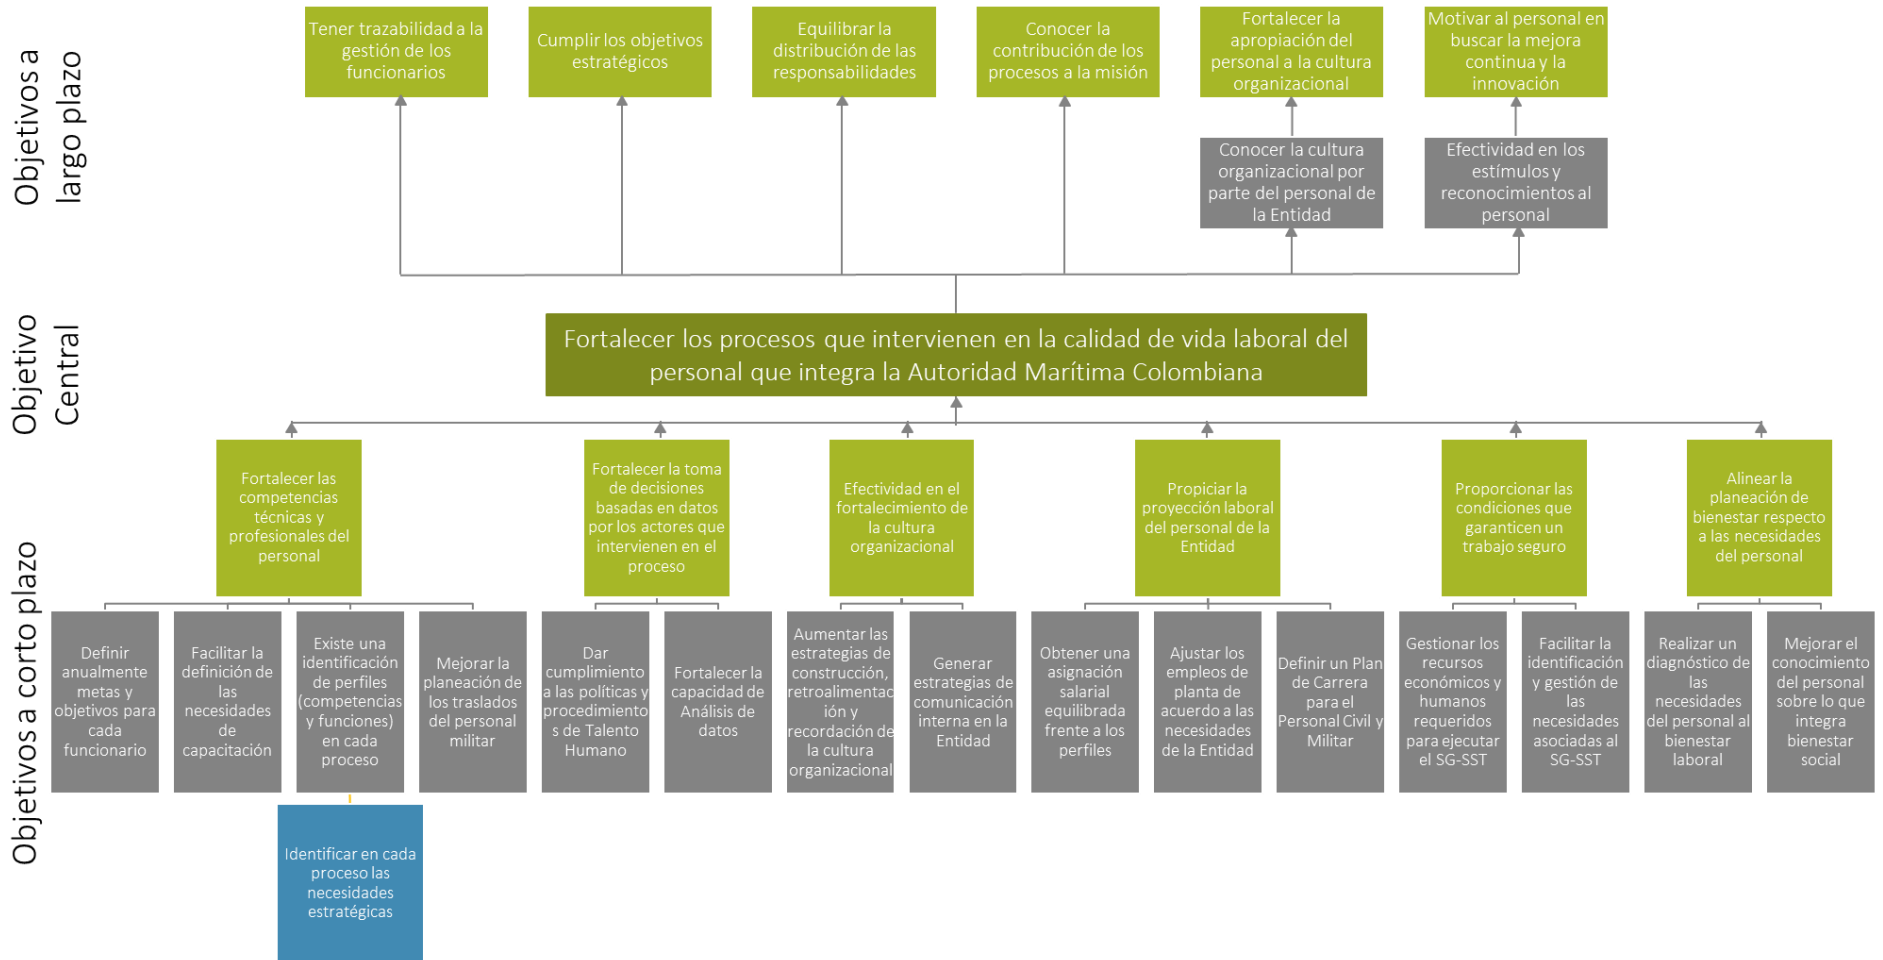 Objetivos a
largo plazo
Tener trazabilidad a la
gestión de los
funcionarios
Cumplir los objetivos
estratégicos
Equilibrar la
distribución de las
responsabilidades
Conocer la
contribución de los
procesos a la misión
Fortalecer la
apropiación del
personal a la cultura
organizacional
Motivar al personal en
buscar la mejora
continua y la
innovación
Conocer la cultura
organizacional por
parte del personal de
la Entidad
Efectividad en los
estímulos y
reconocimientos al
personal
Objetivo
Central
Fortalecer los procesos que intervienen en la calidad de vida laboral del
personal que integra la Autoridad Marítima Colombiana
Objetivos a corto plazo
Fortalecer las
competencias
técnicas y
profesionales del
personal
Fortalecer la toma
de decisiones
basadas en datos
por los actores que
intervienen en el
proceso
Efectividad en el
fortalecimiento de
la cultura
organizacional
Propiciar la
proyección laboral
del personal de la
Entidad
Proporcionar las
condiciones que
garanticen un
trabajo seguro
Alinear la
planeación de
bienestar respecto
a las necesidades
del personal
Definir
anualmente
metas y
objetivos para
cada
funcionario
Facilitar la
definición de
las
necesidades
de
capacitación
Existe una
identificación
de perfiles
(competencias
y funciones)
en cada
proceso
Mejorar la
planeación de
los traslados
del personal
militar
Dar
cumplimiento
a las políticas y
procedimiento
s de Talento
Humano
Fortalecer la
capacidad de
Análisis de
datos
Aumentar las
estrategias de
construcción,
retroalimentac
ión y
recordación de
la cultura
organizacional
Generar
estrategias de
comunicación
interna en la
Entidad
Obtener una
asignación
salarial
equilibrada
frente a los
perfiles
Ajustar los
empleos de
planta de
acuerdo a las
necesidades
de la Entidad
Definir un Plan
de Carrera
para el
Personal Civil y
Militar
Gestionar los
recursos
económicos y
humanos
requeridos
para ejecutar
el SG-SST
Facilitar la
identificación
y gestión de
las
necesidades
asociadas al
SG-SST
Realizar un
diagnóstico de
las
necesidades
del personal al
bienestar
laboral
Mejorar el
conocimiento
del personal
sobre lo que
integra
bienestar
social
Identificar en cada
proceso las
necesidades
estratégicas